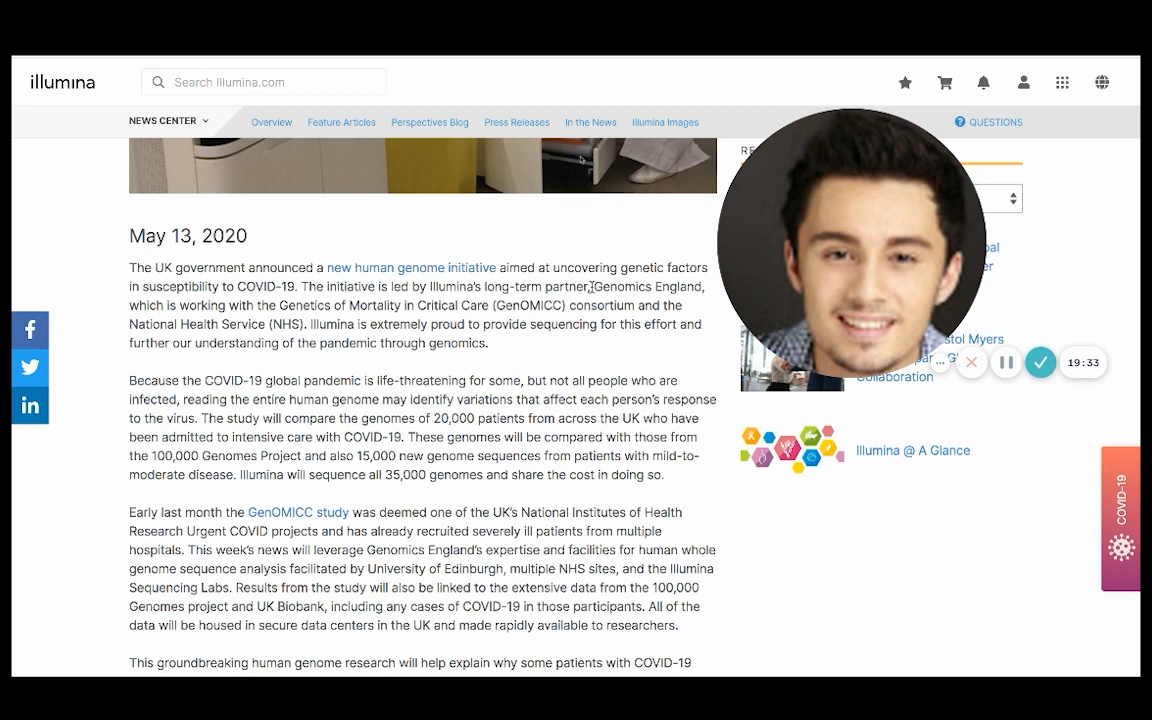 illumina
Search Illumina.com
NEWS CENTER
Overview
Feature Articles
Perspectives Blog
Press Releases
In the News
Illumina Images
QUESTIONS
May 13, 2020
The UK government announced a new human genome initiative aimed at uncovering genetic factors
in susceptibility to COVID-19. The initiative is led by Illumina's long-term partner, Genomics England,
which is working with the Genetics of Mortality in Critical Care (GenOMICC) consortium and the
National Health Service (NHS). Illumina is extremely proud to provide sequencing for this effort and
further our understanding of the pandemic through genomics.
Because the COVID-19 global pandemic is life-threatening for some, but not all people who are
infected, reading the entire human genome may identify variations that affect each person's response
to the virus. The study will compare the genomes of 20,000 patients from across the UK who have
been admitted to intensive care with COVID-19. These genomes will be compared with those from
the 100,000 Genomes Project and also 15,000 new genome sequences from patients with mild-to-
moderate disease. Illumina will sequence all 35,000 genomes and share the cost in doing so.
Early last month the GenOMICC study was deemed one of the UK's National Institutes of Health
Research Urgent COVID projects and has already recruited severely ill patients from multiple
hospitals. This week's news will leverage Genomics England's expertise and facilities for human whole
genome sequence analysis facilitated by University of Edinburgh, multiple NHS sites, and the Illumina
Sequencing Labs. Results from the study will also be linked to the extensive data from the 100,000
Genomes project and UK Biobank, including any cases of COVID-19 in those participants. All of the
data will be housed in secure data centers in the UK and made rapidly available to researchers.
This groundbreaking human genome research will help explain why some patients with COVID-19
Myers
Collaboration
19:33
Illumina @ A Glance
COVID-19